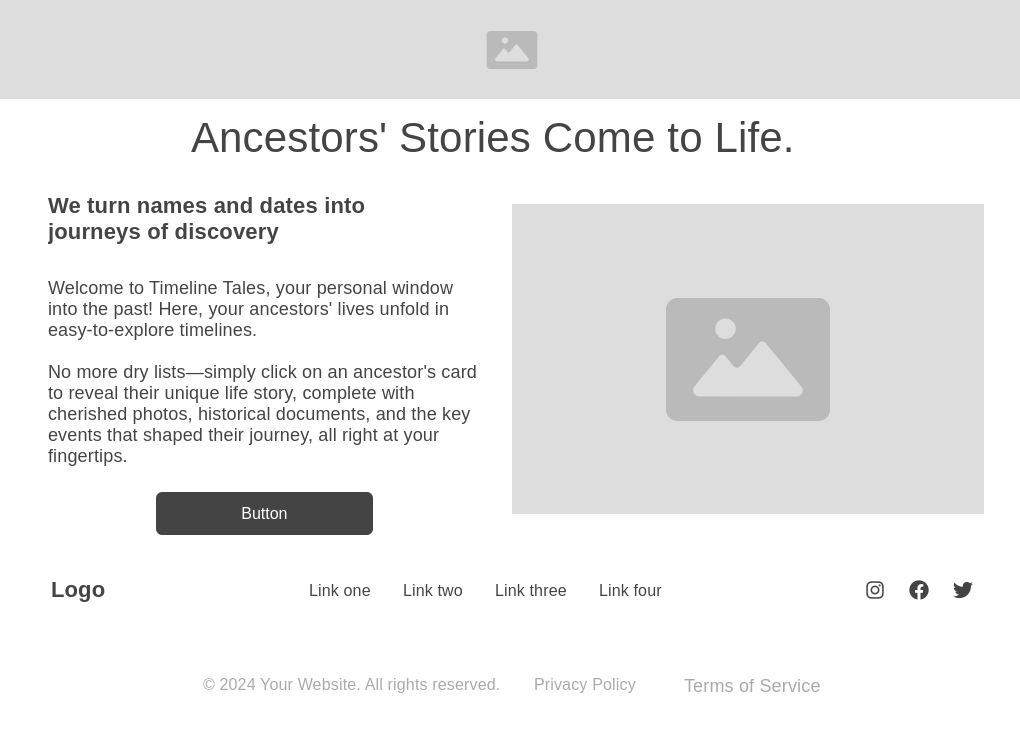 Ancestors' Stories Come to Life.
We turn names and dates into
journeys of discovery
Welcome to Timeline Tales, your personal window
into the past! Here, your ancestors' lives unfold in
easy-to-explore timelines.
No more dry lists—simply click on an ancestor's card
to reveal their unique life story, complete with
cherished photos, historical documents, and the key
events that shaped their journey, all right at your
fingertips.
Button
Logo
Link one
Link two
Link three
Link four
© 2024 Your Website. All rights reserved.
Privacy Policy
Terms of Service